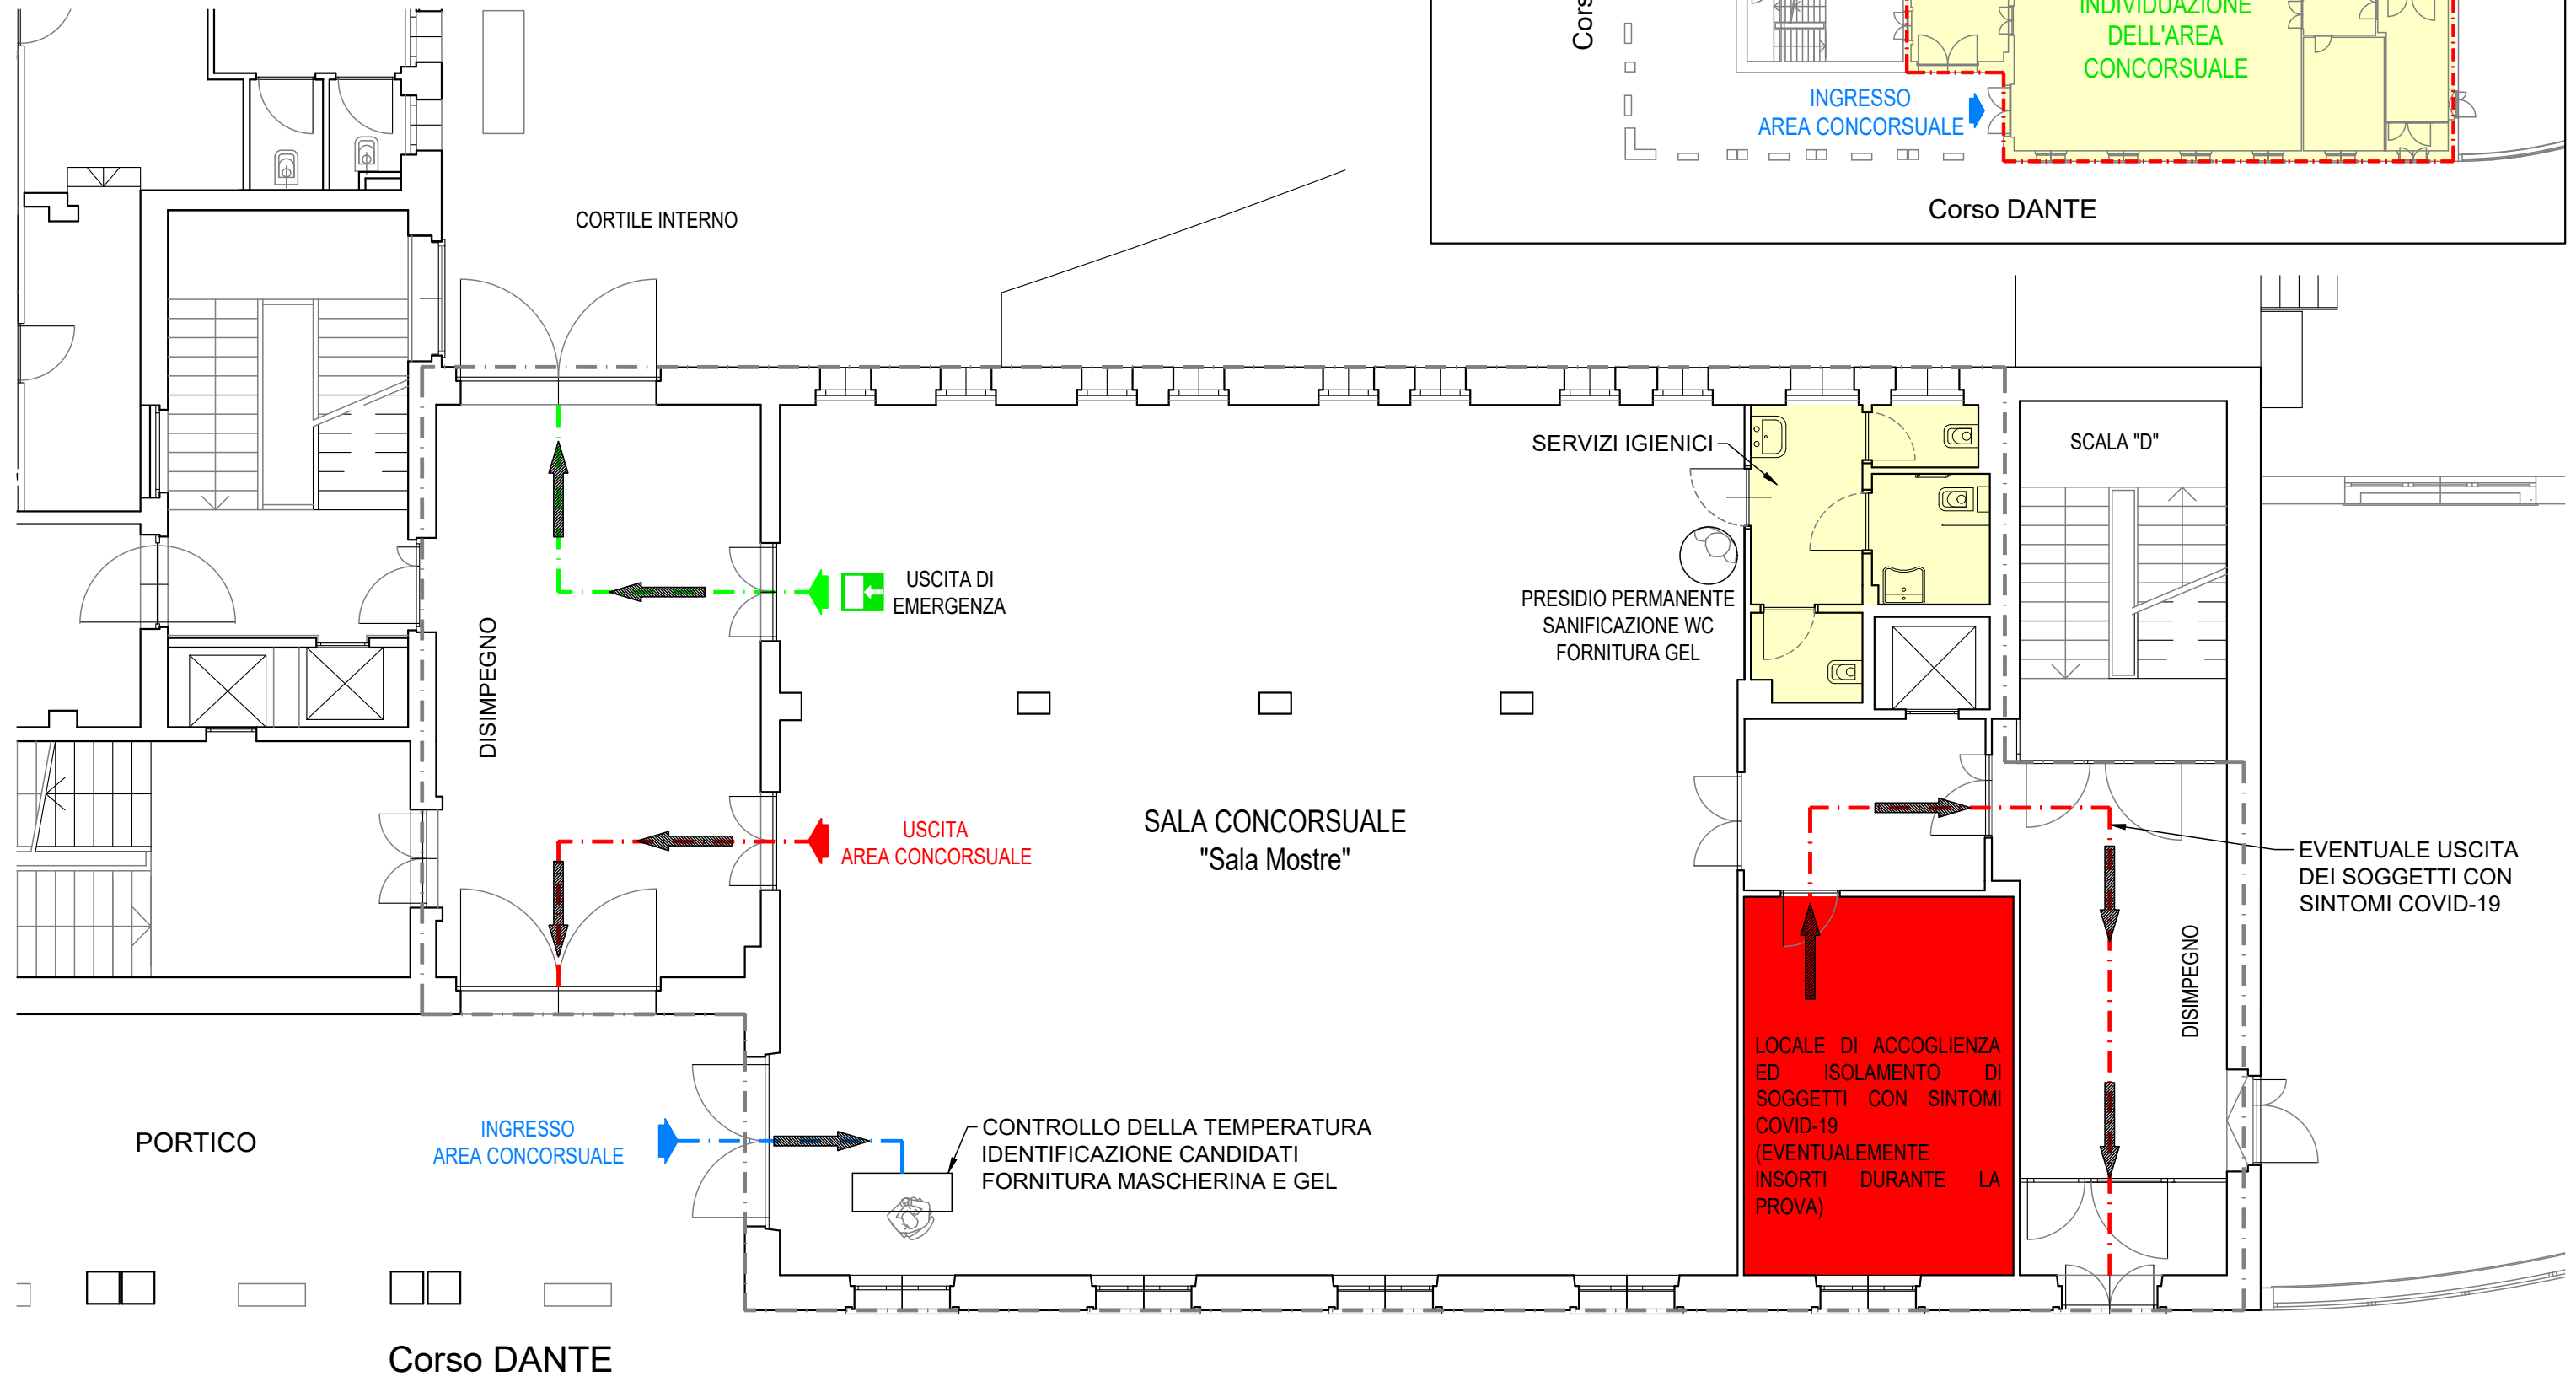 INDIVIDUAZIONE
DELL'AREA
CONCORSUALE
INGRESSO
AREA CONCORSUALE
Corso DANTE
CORTILE INTERNO
SERVIZI IGIENICI
SCALA "D"
USCITA DI
EMERGENZA
PRESIDIO PERMANENTE
SANIFICAZIONE WC
FORNITURA GEL
DISIMPEGNO
USCITA
AREA CONCORSUALE
SALA CONCORSUALE
"Sala Mostre"
EVENTUALE USCITA
DEI SOGGETTI CON
SINTOMI COVID-19
DISIMPEGNO
LOCALE DI ACCOGLIENZA
ED ISOLAMENTO DI
SOGGETTI CON SINTOMI
COVID-19
(EVENTUALEMENTE
INSORTI DURANTE LA
PROVA)
PORTICO
INGRESSO
AREA CONCORSUALE
CONTROLLO DELLA TEMPERATURA
IDENTIFICAZIONE CANDIDATI
FORNITURA MASCHERINA E GEL
Corso DANTE